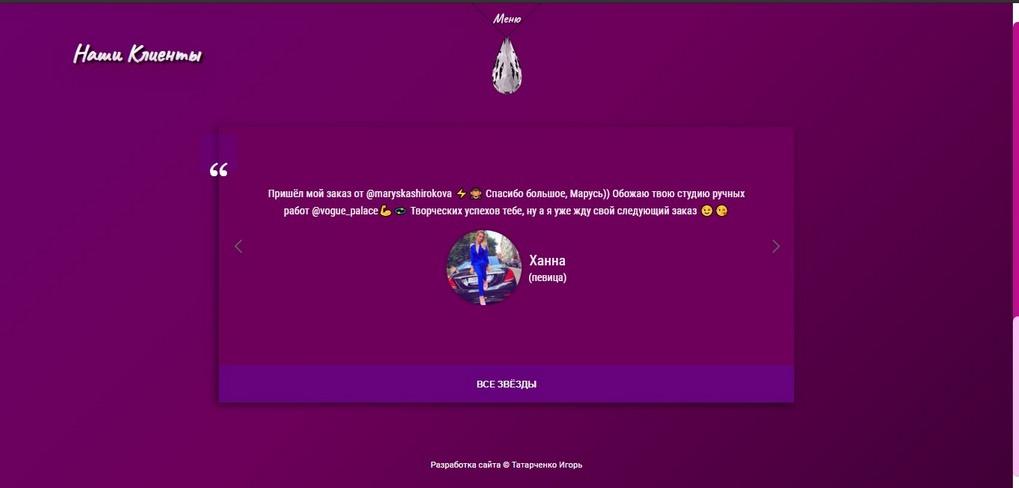 Меню
Наши Клиенты
“
Пришёл мой заказ от @maryskashirokova ⚡🙈 Спасибо большое, Марусь)) Обожаю твою студию ручных
работ @vogue_palace💪 Творческих успехов тебе, ну а я уже жду свой следующий заказ 😉😘
Ханна
(певица)
ВСЕ ЗВЁЗДЫ
Разработка сайта © Татарченко Игорь